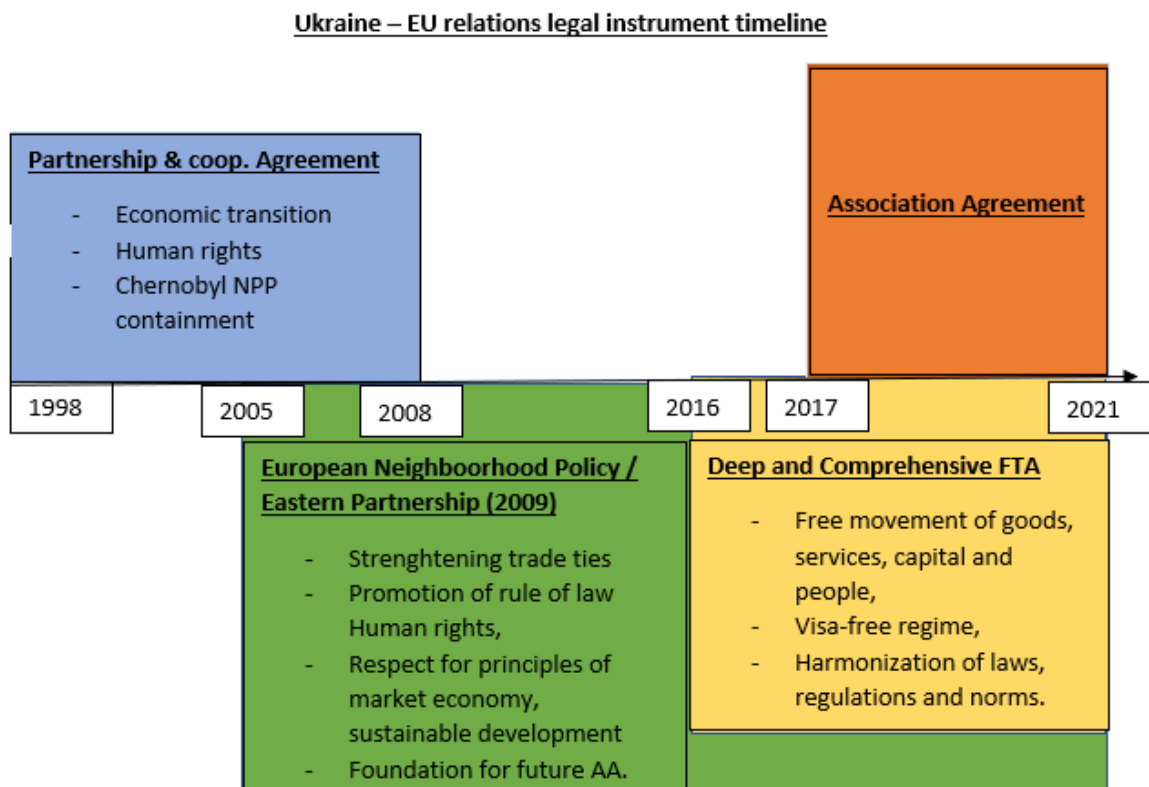 Ukraine – EU relations legal instrument timeline
Partnership & coop. Agreement
- Economic transition
- Human rights
- Chernobyl NPP
containment
Association Agreement
1998
2005
2008
2016
2017
2021
European Neighboorhood Policy /
Eastern Partnership (2009)
- Strenghtening trade ties
- Promotion of rule of law
Human rights,
- Respect for principles of
market economy,
sustainable development
- Foundation for future AA.
Deep and Comprehensive FTA
- Free movement of goods,
services, capital and
people,
- Visa-free regime,
- Harmonization of laws,
regulations and norms.